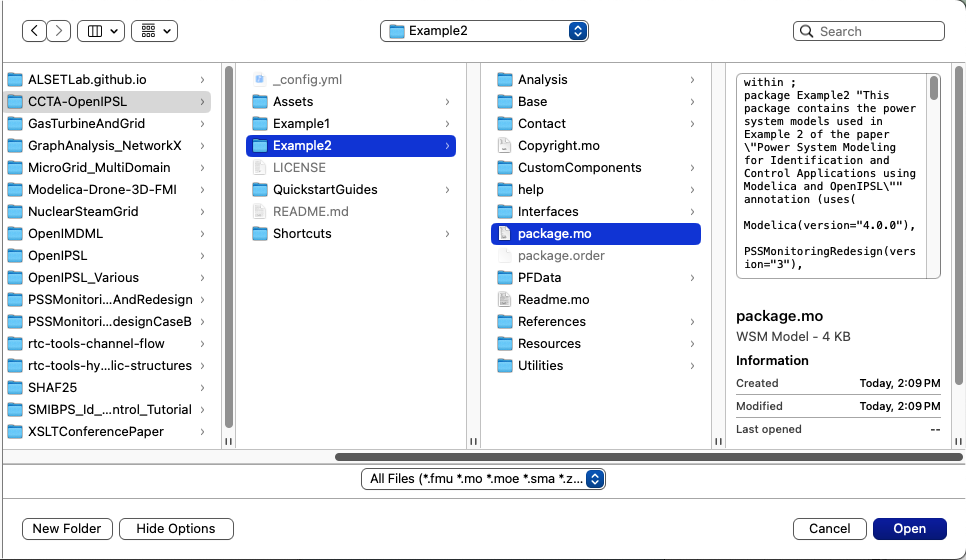 Example2
Search
ALSETLab.github.io
CCTA-OpenIPSL
GasTurbineAndGrid
GraphAnalysis_NetworkX
MicroGrid_MultiDomain
Modelica-Drone-3D-FMI
NuclearSteamGrid
OpenIMDML
OpenIPSL
OpenIPSL_Various
PSSMonitori...AndRedesign
PSSMonitori...designCaseB
rtc-tools-channel-flow
rtc-tools-hy...lic-structures
SHAF25
SMIBPS_Id_...ntrol_Tutorial
XSLTConferencePaper
_config.yml
Assets
Example1
Example2
LICENSE
QuickstartGuides
README.md
Shortcuts
Analysis
Base
Contact
Copyright.mo
CustomComponents
help
Interfaces
package.mo
package.order
PFData
Readme.mo
References
Resources
Utilities
within ;
package Example2 "This
package contains the power
system models used in
Example 2 of the paper
\"Power System Modeling
for Identification and
Control Applications using
Modelica and OpenIPSL\""
annotation (uses(
Modelica(version="4.0.0"),
PSSMonitoringRedesign(vers
ion="3"),
package.mo
WSM Model - 4 KB
Information
Created Today, 2:09 PM
Modified Today, 2:09 PM
Last opened --
All Files (*.fmu *.mo *.moe *.sma *.z...
New Folder
Hide Options
Cancel
Open